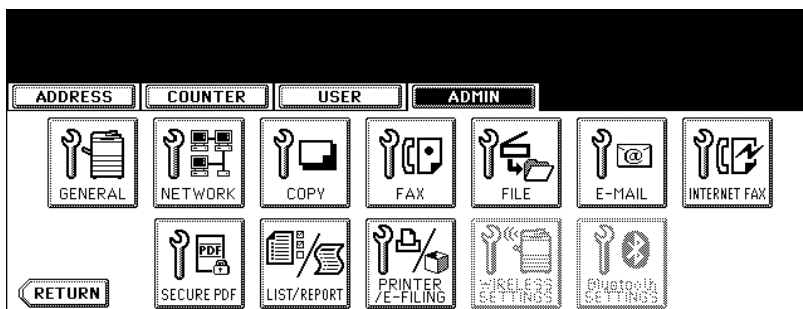 ADDRESS COUNTER USER ADMIN
GENERAL NETWORK COPY FAX FILE E-MAIL INTERNET FAX
@
PDF
SECURE PDF LIST/REPORT PRINTER /E-FILING WIRELESS SETTINGS Bluetooth SETTINGS
RETURN